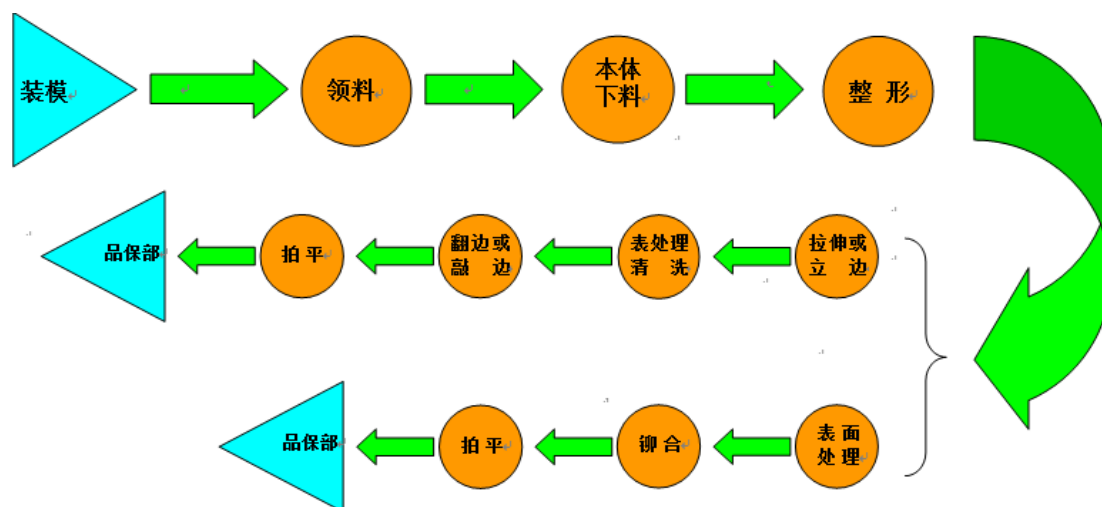 装模
领料
本体
下料
整 形
品保部
拍 平
翻边或
敲 边
表处理
清 洗
拉伸或
立 边
品保部
拍 平
铆 合
表 面
处 理